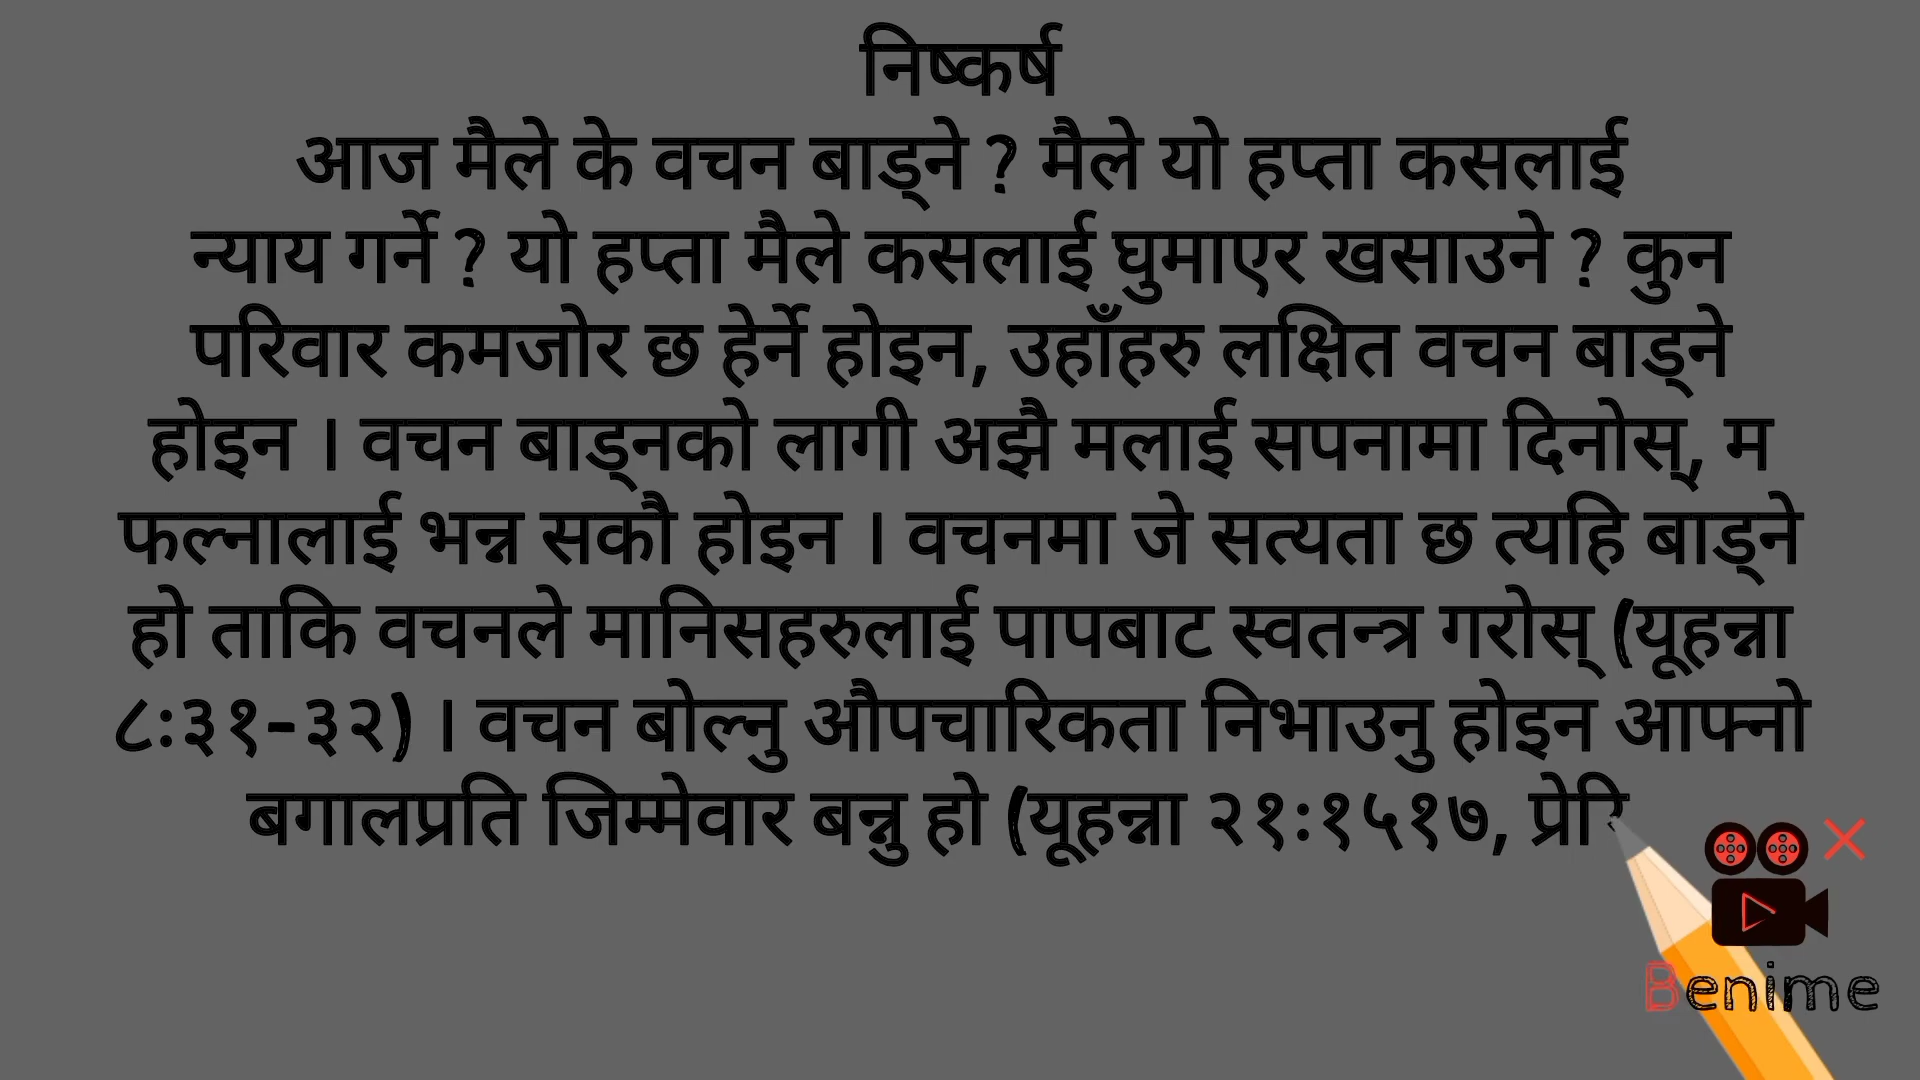 निष्कर्ष
आज मैले के वचन बाड्ने ? मैले यो हप्ता कसलाई
न्याय गर्ने ? यो हप्ता मैले कसलाई घुमाएर खसाउने ? कुन
परिवार कमजोर छ हेर्ने होइन, उहाँहरु लक्षित वचन बाड्ने
होइन । वचन बाड्नको लागी अझै मलाई सपनामा दिनोस्, म
फल्नालाई भन्न सकौ होइन । वचनमा जे सत्यता छ त्यहि बाड्ने
हो ताकि वचनले मानिसहरुलाई पापबाट स्वतन्त्र गरोस् (यूहन्ना
८ः३१-३२) । वचन बोल्नु औपचारिकता निभाउनु होइन आफ्नो
बगालप्रति जिम्मेवार बन्नु हो (यूहन्ना २१ः१५१७, प्रेरि
Benime